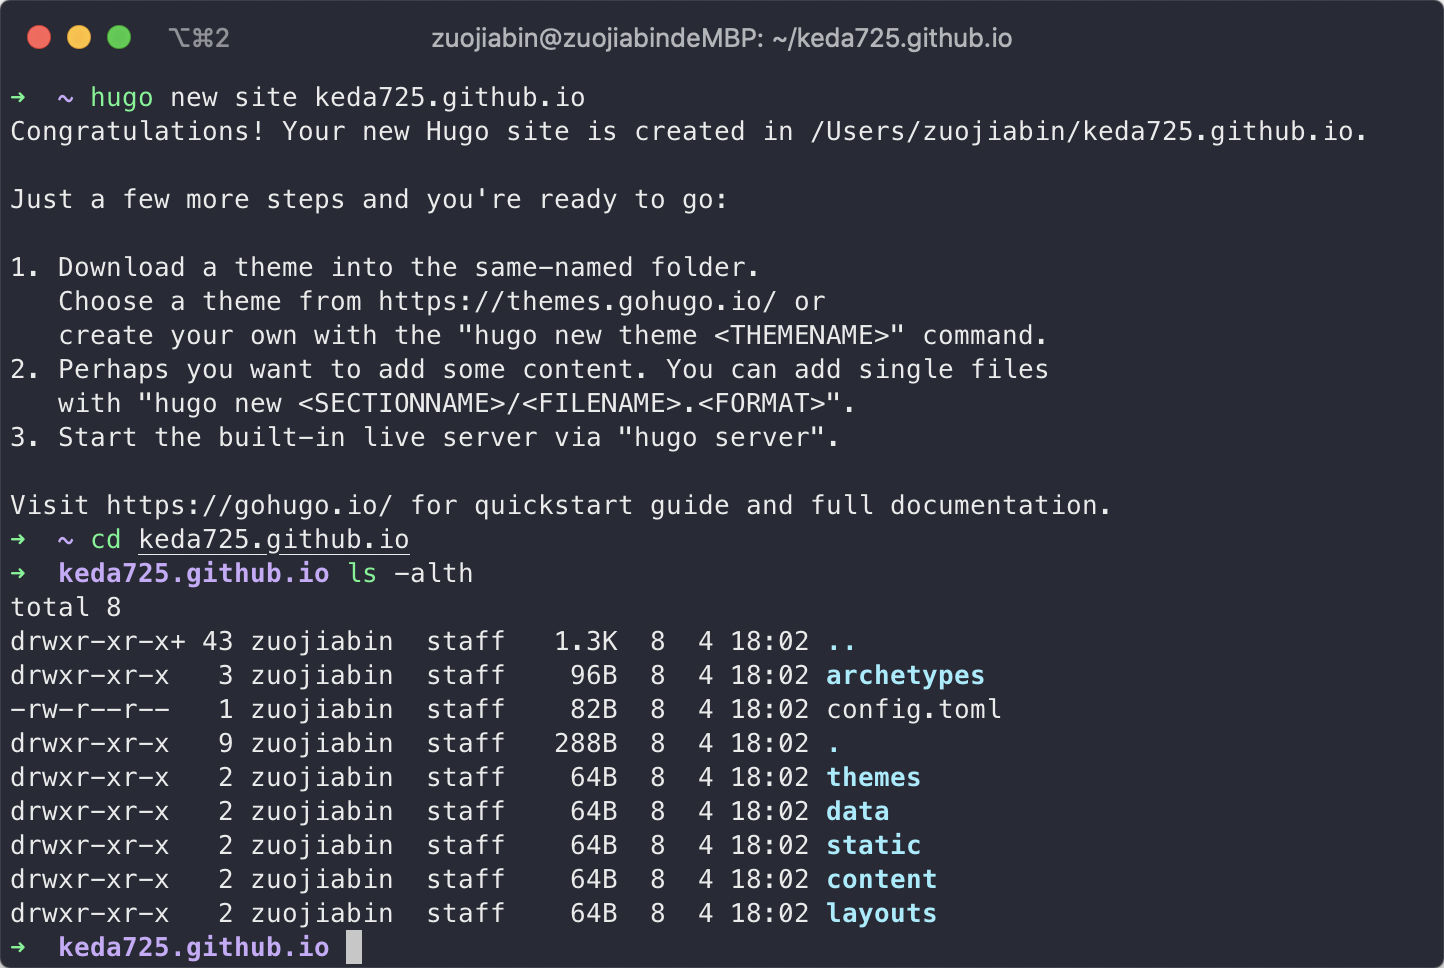 ⌥⌘2 zuojiabin@zuojiabindeMBP: ~/keda725.github.io
➜  ~ hugo new site keda725.github.io
Congratulations! Your new Hugo site is created in /Users/zuojiabin/keda725.github.io.
Just a few more steps and you're ready to go:
1. Download a theme into the same-named folder.
   Choose a theme from https://themes.gohugo.io/ or
   create your own with the "hugo new theme <THEMENAME>" command.
2. Perhaps you want to add some content. You can add single files
   with "hugo new <SECTIONNAME>/<FILENAME>.<FORMAT>".
3. Start the built-in live server via "hugo server".
Visit https://gohugo.io/ for quickstart guide and full documentation.
➜  ~ cd keda725.github.io
➜  keda725.github.io ls -alth
total 8
drwxr-xr-x+ 43 zuojiabin  staff   1.3K  8  4 18:02 ..
drwxr-xr-x   3 zuojiabin  staff    96B  8  4 18:02 archetypes
-rw-r--r--   1 zuojiabin  staff    82B  8  4 18:02 config.toml
drwxr-xr-x   9 zuojiabin  staff   288B  8  4 18:02 .
drwxr-xr-x   2 zuojiabin  staff    64B  8  4 18:02 themes
drwxr-xr-x   2 zuojiabin  staff    64B  8  4 18:02 data
drwxr-xr-x   2 zuojiabin  staff    64B  8  4 18:02 static
drwxr-xr-x   2 zuojiabin  staff    64B  8  4 18:02 content
drwxr-xr-x   2 zuojiabin  staff    64B  8  4 18:02 layouts
➜  keda725.github.io